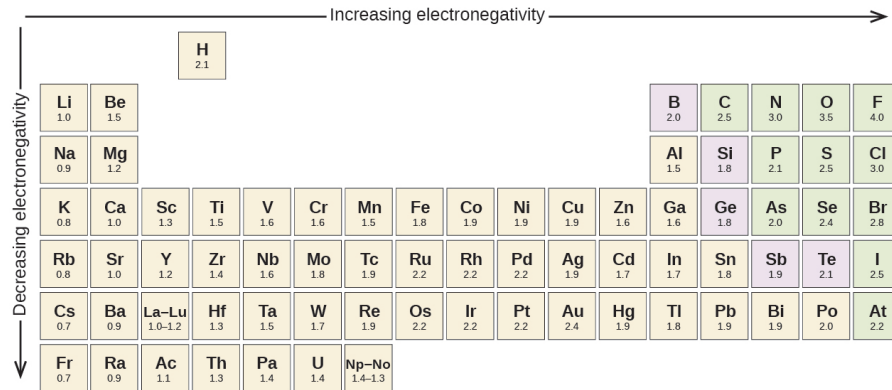 Increasing electronegativity
Decreasing electronegativity
H
2.1
Li Be B C N O F
1.0 1.5 2.0 2.5 3.0 3.5 4.0
Na Mg Al Si P S Cl
0.9 1.2 1.5 1.8 2.1 2.5 3.0
K Ca Sc Ti V Cr Mn Fe Co Ni Cu Zn Ga Ge As Se Br
0.8 1.0 1.3 1.5 1.6 1.6 1.5 1.8 1.9 1.9 1.9 1.6 1.6 1.8 2.0 2.4 2.8
Rb Sr Y Zr Nb Mo Tc Ru Rh Pd Ag Cd In Sn Sb Te I
0.8 1.0 1.2 1.4 1.6 1.8 1.9 2.2 2.2 2.2 1.9 1.7 1.7 1.8 1.9 2.1 2.5
Cs Ba La–Lu Hf Ta W Re Os Ir Pt Au Hg Tl Pb Bi Po At
0.7 0.9 1.0–1.2 1.3 1.5 1.7 1.9 2.2 2.2 2.2 2.4 1.9 1.8 1.9 1.9 2.0 2.2
Fr Ra Ac Th Pa U Np–No
0.7 0.9 1.1 1.3 1.4 1.4 1.4–1.3